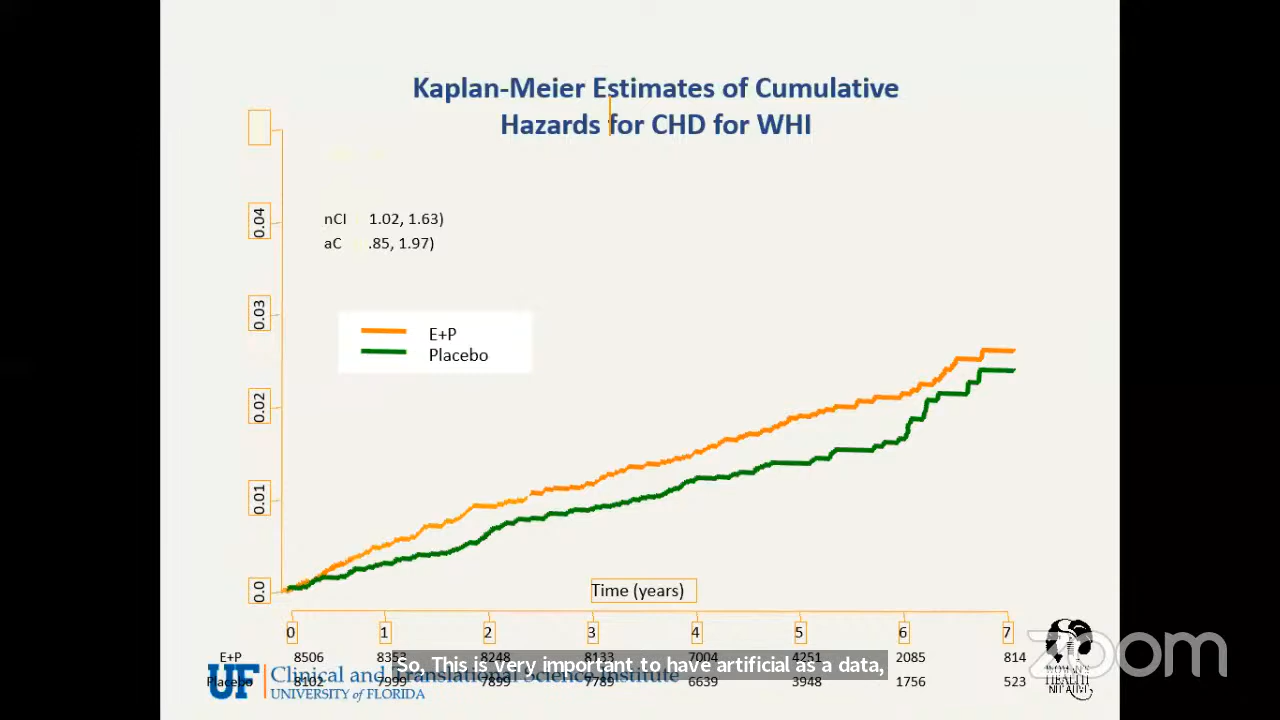 Kaplan-Meier Estimates of Cumulative
Hazards for CHD for WHI
0.04
nCI 1.02, 1.63)
aC .85, 1.97)
0.03
E+P
Placebo
0.02
0.01
0.0
Time (years)
0 1 2 3 4 5 6 7
E+P 8506 8353 8248 8133 7004 4251 2085 814
So, This is very important to have artificial as a data,
Placebo 8102 7999 7899 7789 6639 3948 1756 523
UF Clinical and Translational Science Institute
UNIVERSITY of FLORIDA
WOMEN'S
HEALTH
INITIATIVE
zoom